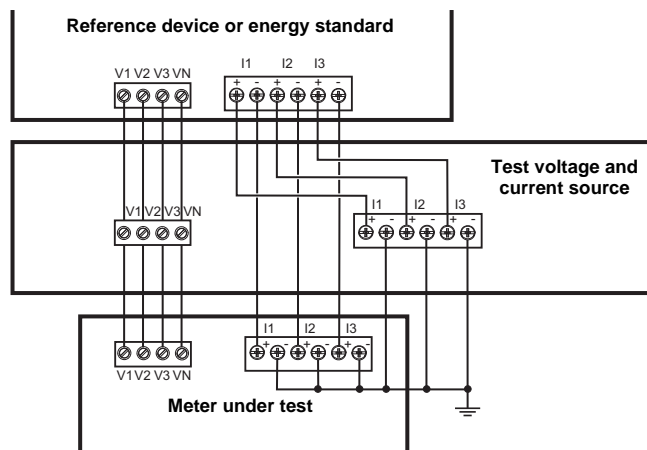 Reference device or energy standard
I1 I2 I3
V1 V2 V3 VN
+ - + - + -
Test voltage and
current source
V1 V2 V3 VN
I1 I2 I3
+ - + - + -
I1 I2 I3
+ - + - + -
V1 V2 V3 VN
Meter under test